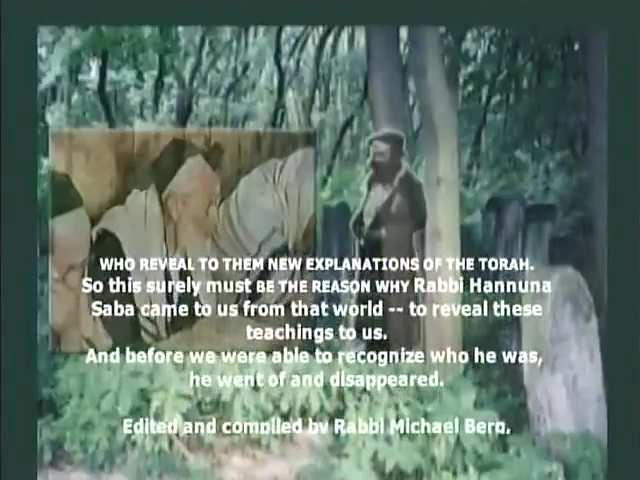 WHO REVEAL TO THEM NEW EXPLANATIONS OF THE TORAH.
So this surely must BE THE REASON WHY Rabbi Hannuna
Saba came to us from that world -- to reveal these
teachings to us.
And before we were able to recognize who he was,
he went of and disappeared.
Edited and compiled by Rabbi Michael Berg.